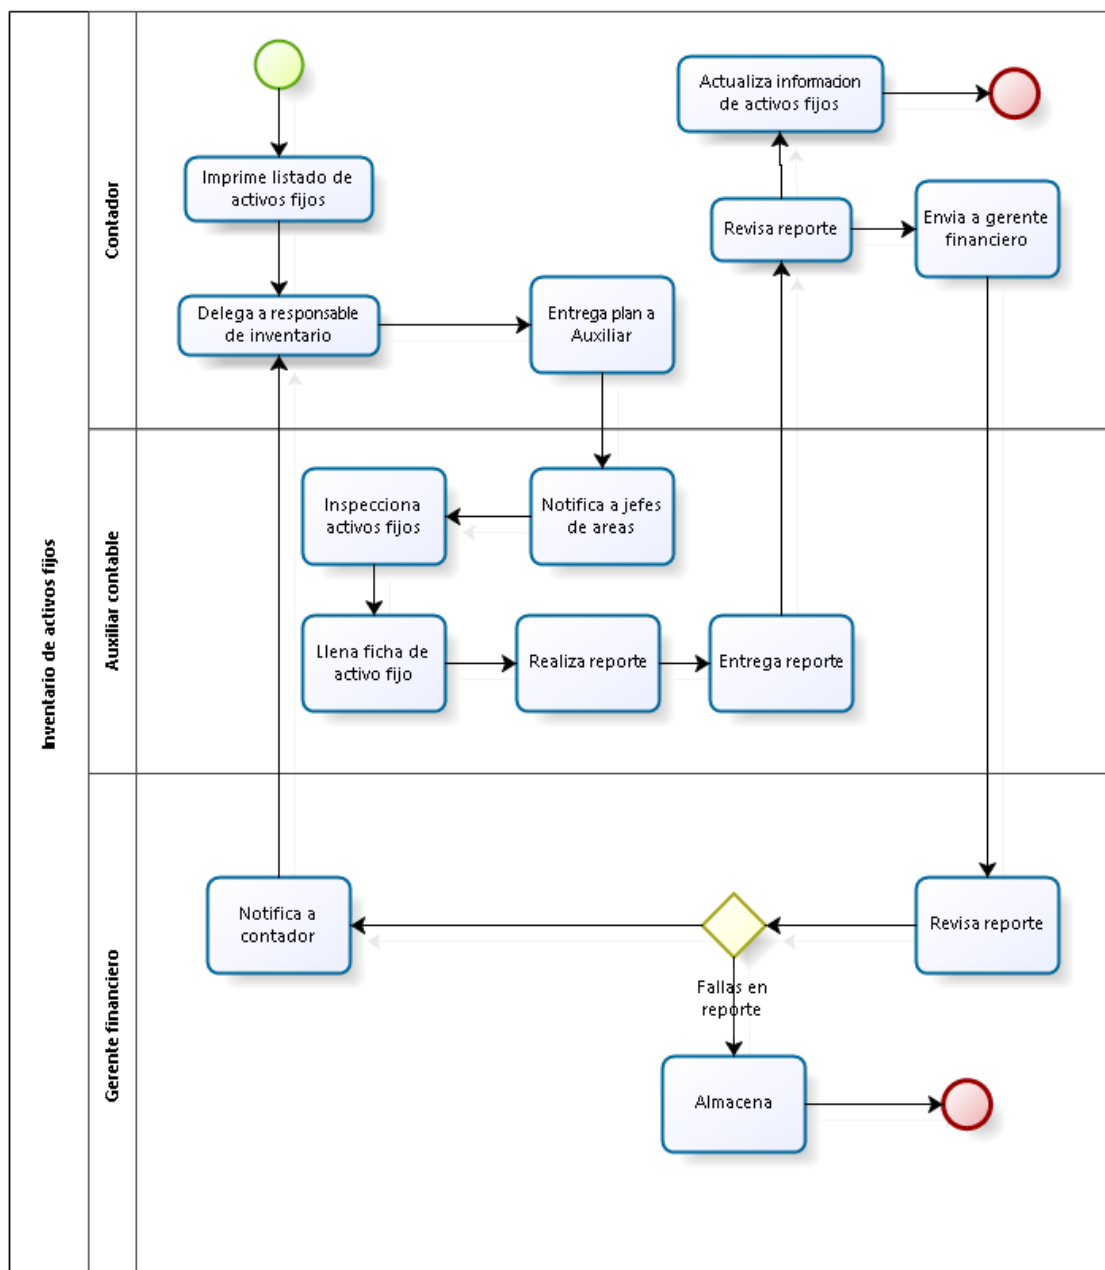 Inventario de activos fijos
Contador
Imprime listado de
activos fijos
Delega a responsable
de inventario
Entrega plan a
Auxiliar
Actualiza informacion
de activos fijos
Revisa reporte
Envia a gerente
financiero
Auxiliar contable
Inspecciona
activos fijos
Notifica a jefes
de areas
Llena ficha de
activo fijo
Realiza reporte
Entrega reporte
Gerente financiero
Notifica a
contador
Fallas en
reporte
Revisa reporte
Almacena